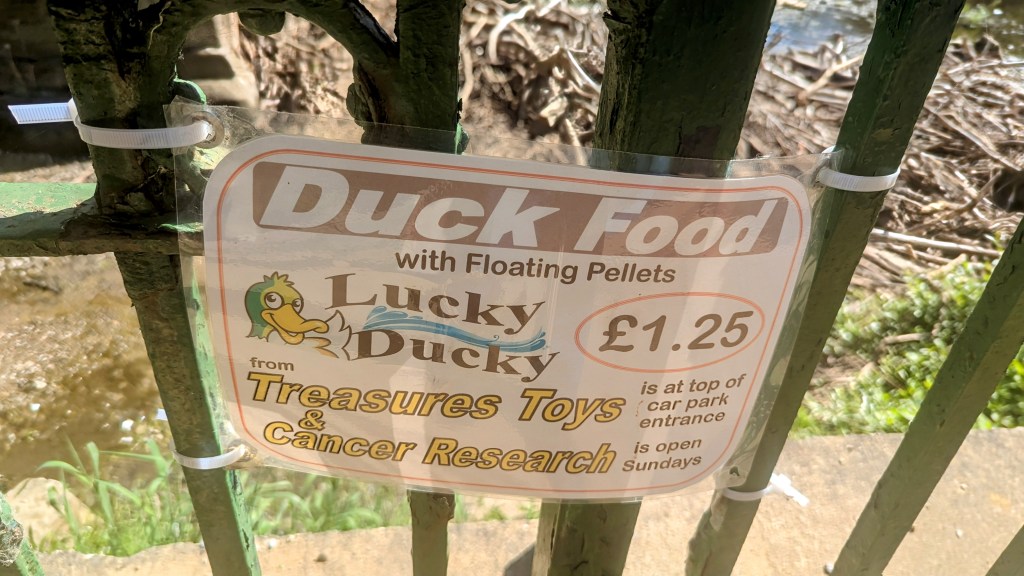 Duck Food
with Floating Pellets
Lucky
Ducky
£1.25
from
Treasures Toys
is at top of
car park
entrance
&
Cancer Research
is open
Sundays